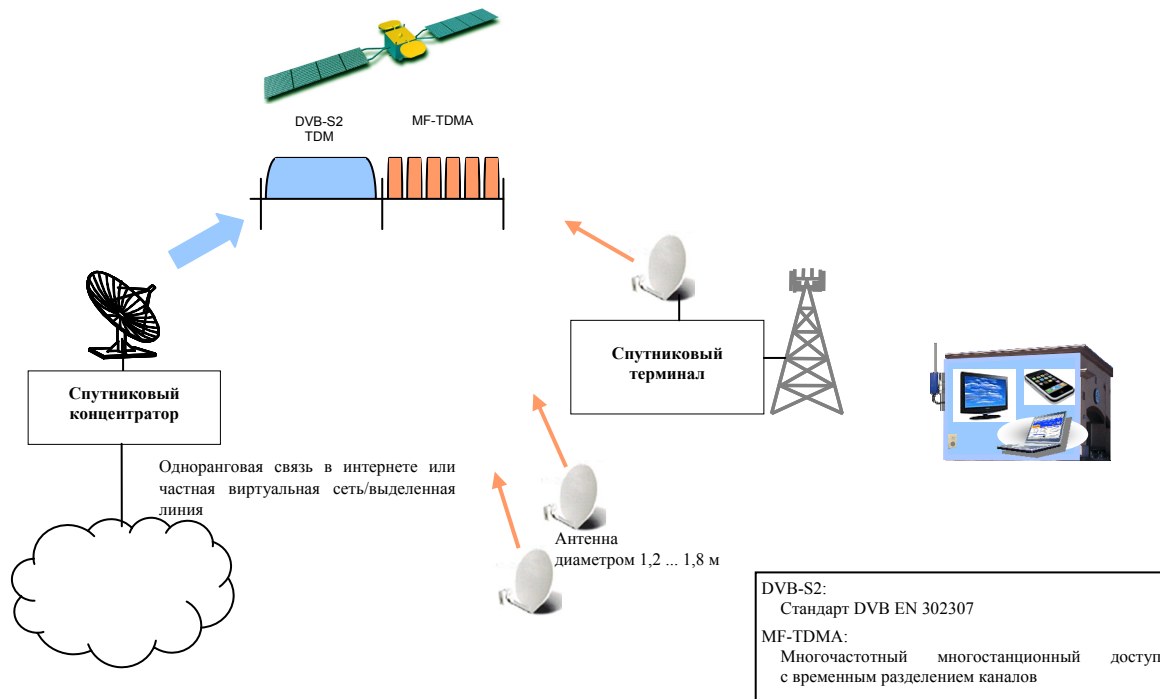 DVB-S2
TDM
MF-TDMA
Спутниковый
концентратор
Спутниковый
терминал
Одноранговая связь в интернете или
частная виртуальная сеть/выделенная
линия
Антенна
диаметром 1,2 ... 1,8 м
DVB-S2:
Стандарт DVB EN 302307
MF-TDMA:
Многочастотный многостанционный доступ
с временным разделением каналов